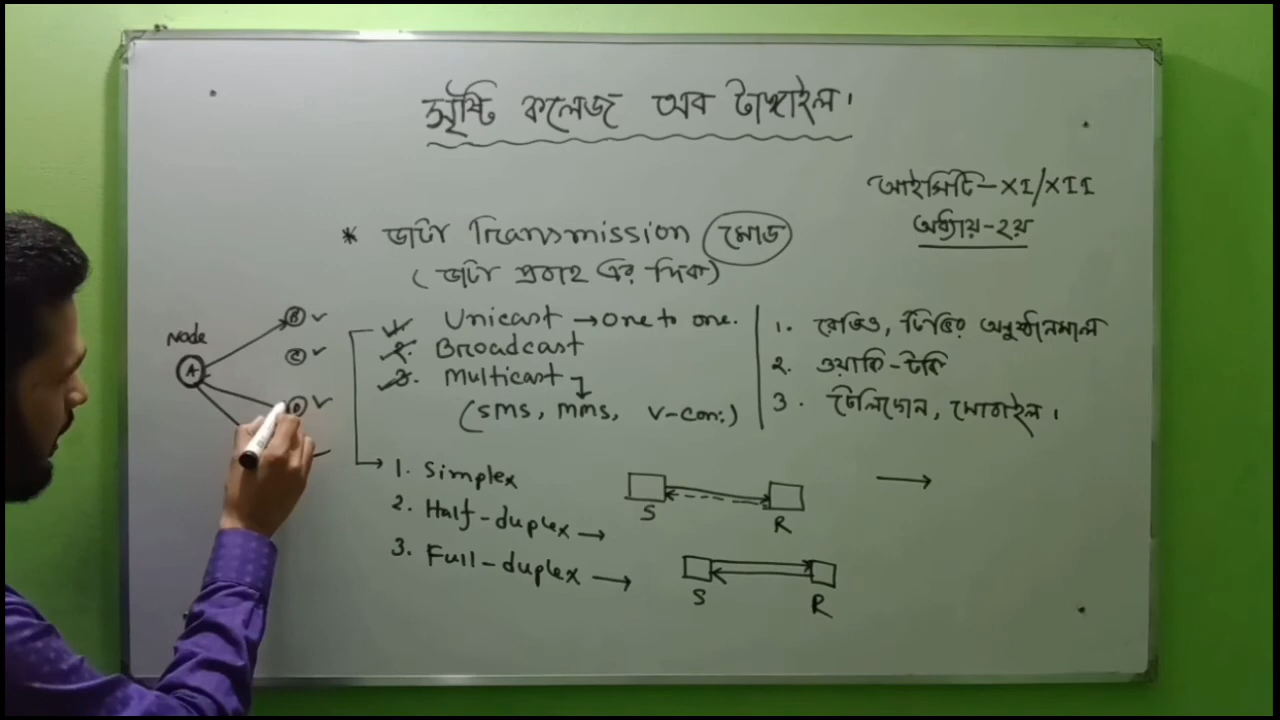 সৃষ্টি কলেজ অব টাঙ্গাইল।
আইসিটি-XI/XII
অধ্যায়-২য়
* ডাটা Transmission মোড
(ডাটা প্রবাহ এর দিক)
Node
A
B
C
D
১. Unicast → one to one.
২. Broadcast
৩. Multicast
(sms, mms, v-con:)
1. Simplex
2. Half-duplex →
3. Full-duplex →
১. রেডিও, টিভির অনুষ্ঠানমালা
২. ওয়াকি-টকি
৩. টেলিফোন, মোবাইল।
S R
S R